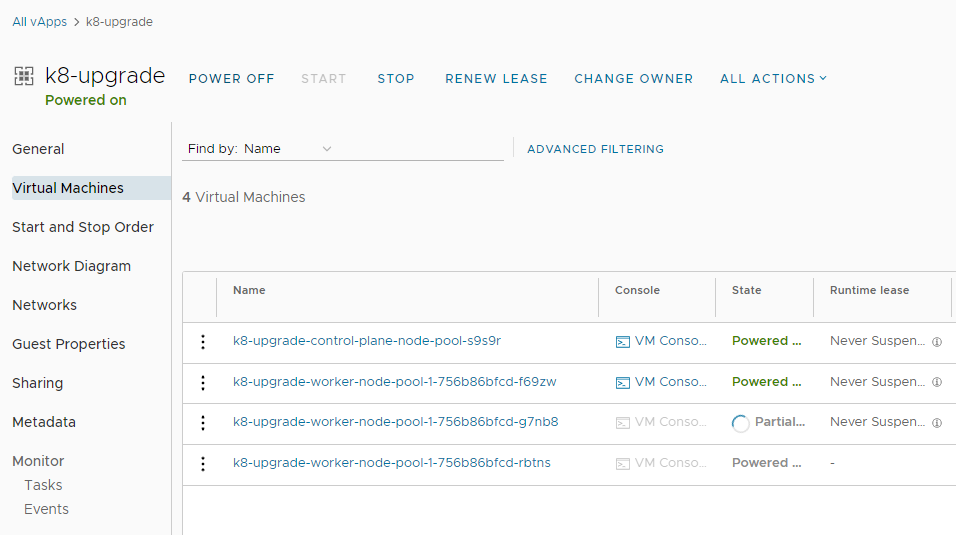 All vApps > k8-upgrade
k8-upgrade
Powered on
POWER OFF START STOP RENEW LEASE CHANGE OWNER ALL ACTIONS
General
Virtual Machines
Start and Stop Order
Network Diagram
Networks
Guest Properties
Sharing
Metadata
Monitor
Tasks
Events
Find by: Name
ADVANCED FILTERING
4 Virtual Machines
Name Console State Runtime lease
k8-upgrade-control-plane-node-pool-s9s9r VM Conso... Powered ... Never Suspen...
k8-upgrade-worker-node-pool-1-756b86bfcd-f69zw VM Conso... Powered ... Never Suspen...
k8-upgrade-worker-node-pool-1-756b86bfcd-g7nb8 VM Conso... Partial... Never Suspen...
k8-upgrade-worker-node-pool-1-756b86bfcd-rbtns VM Conso... Powered ... -